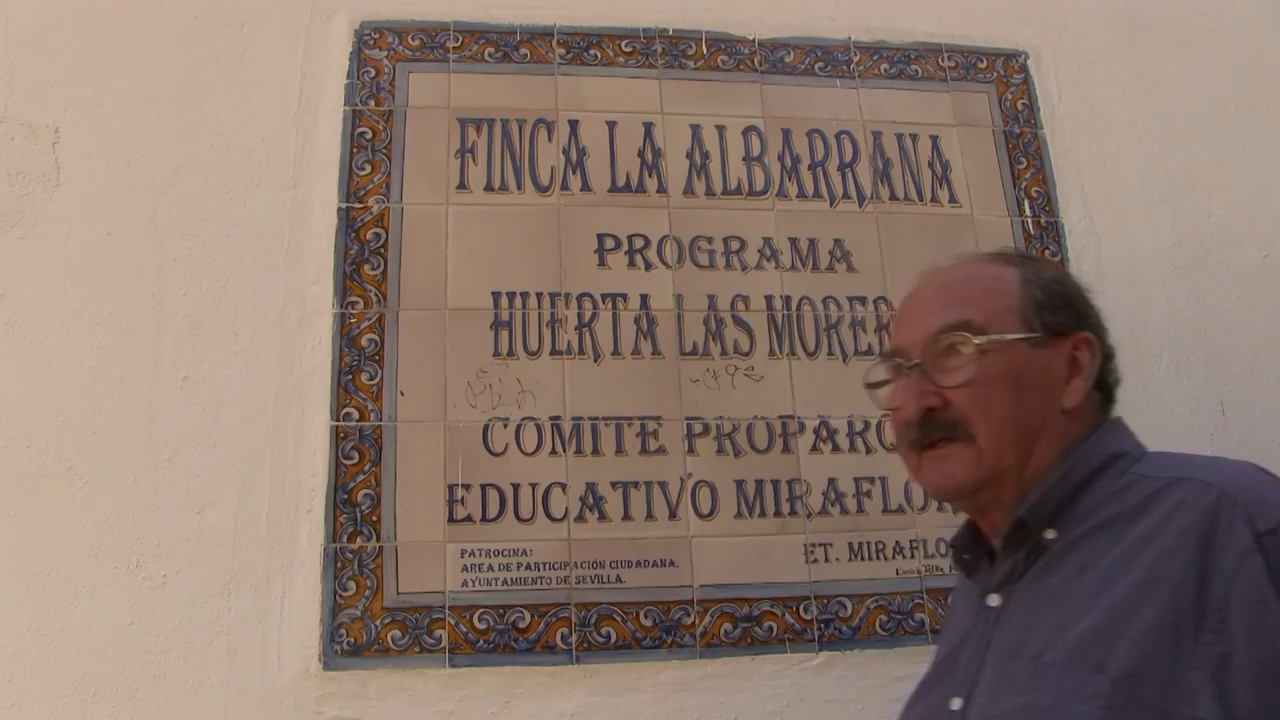 FINCA LA ALBARRANA
PROGRAMA
HUERTA LAS MORER
COMITE PROPARQ
EDUCATIVO MIRAFLOR
PATROCINA:
AREA DE PARTICIPACIÓN CIUDADANA.
AYUNTAMIENTO DE SEVILLA.
ET. MIRAFLO